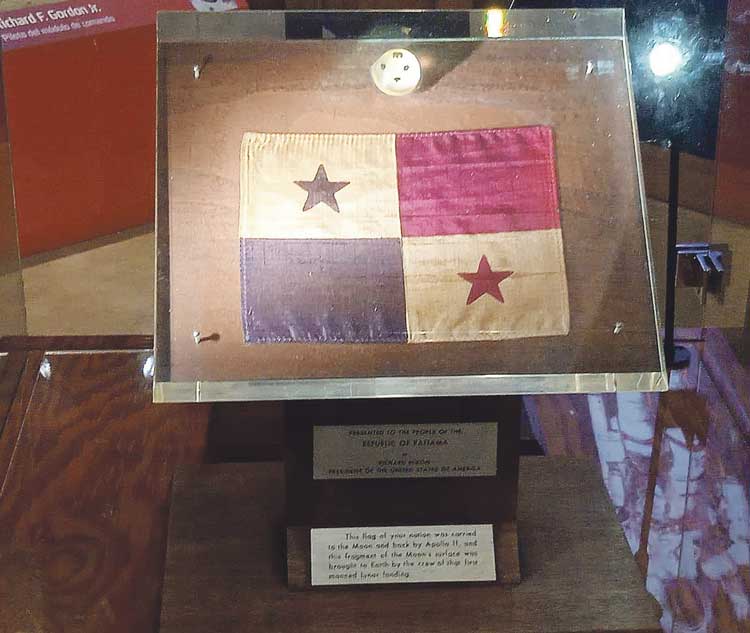 Richard F. Gordon Jr.
Piloto del módulo de comando
PRESENTED TO THE PEOPLE OF THE
REPUBLIC OF PANAMA
BY
RICHARD NIXON
PRESIDENT OF THE UNITED STATES OF AMERICA
This flag of your nation was carried
to the Moon and back by Apollo 11, and
this fragment of the Moon's surface was
brought to Earth by the crew of that first
manned lunar landing.